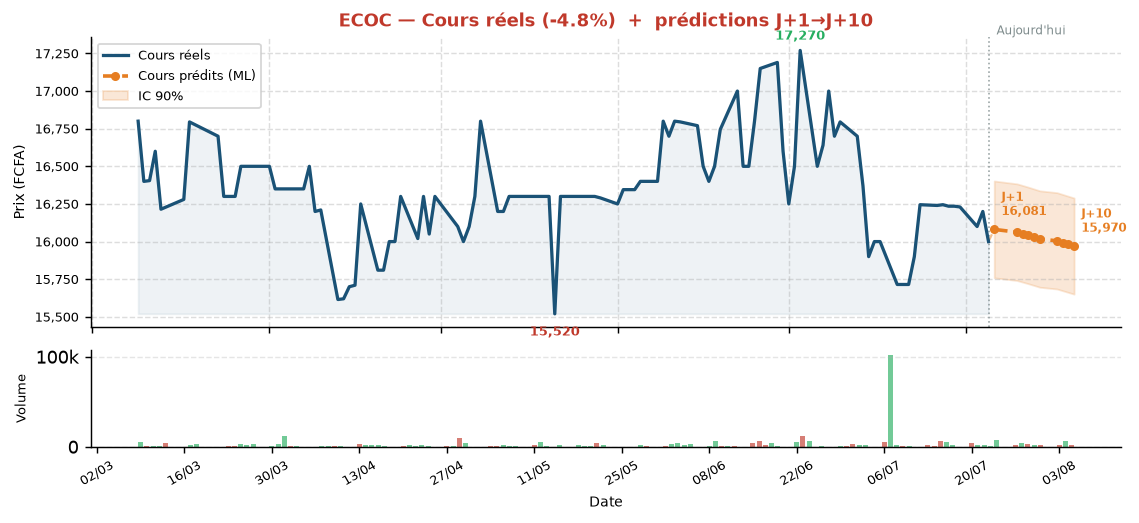 ECOC — Cours réels (-4.8%)  +  prédictions J+1→J+10
Aujourd'hui
17,270
Cours réels
Cours prédits (ML)
IC 90%
17,250
17,000
16,750
16,500
16,250
16,000
15,750
15,500
Prix (FCFA)
J+1
16,081
J+10
15,970
15,520
100k
0
Volume
02/03
16/03
30/03
13/04
27/04
11/05
25/05
08/06
22/06
06/07
20/07
03/08
Date